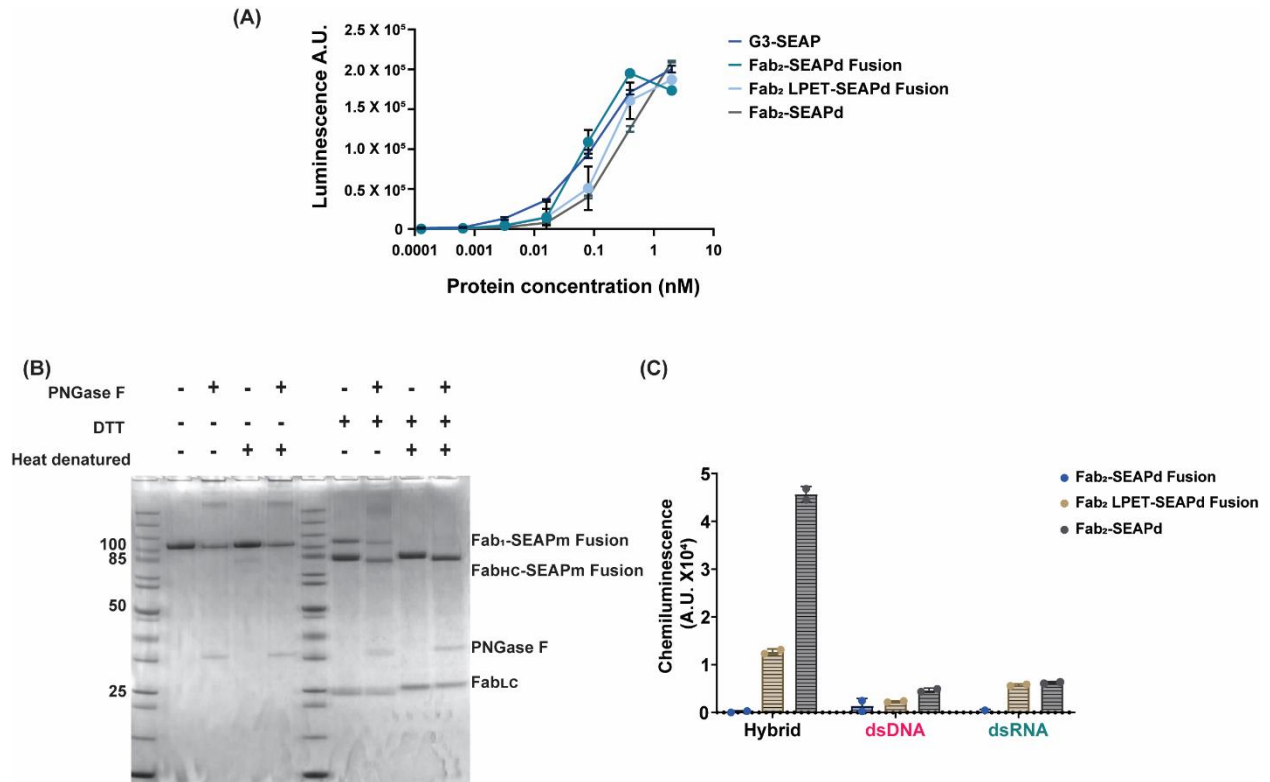 (A)
2.5 X 10⁵
2.0 X 10⁵
1.5 X 10⁵
1.0 X 10⁵
0.5 X 10⁵
0
Luminescence A.U.
0.0001 0.001 0.01 0.1 1 10
Protein concentration (nM)
G3-SEAP
Fab₂-SEAPd Fusion
Fab₂ LPET-SEAPd Fusion
Fab₂-SEAPd
(B)
PNGase F - + - + - + - +
DTT - - - - + + + +
Heat denatured - - + + - - + +
100
85
50
25
Fab₁-SEAPm Fusion
FabHC-SEAPm Fusion
PNGase F
FabLC
(C)
Chemiluminescence
(A.U. X10⁴)
5
4
3
2
1
0
Hybrid dsDNA dsRNA
Fab₂-SEAPd Fusion
Fab₂ LPET-SEAPd Fusion
Fab₂-SEAPd